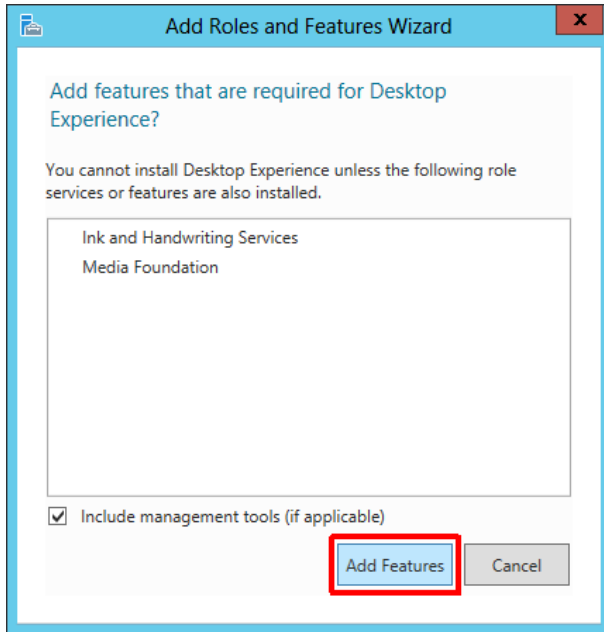 Add Roles and Features Wizard
x
Add features that are required for Desktop
Experience?
You cannot install Desktop Experience unless the following role
services or features are also installed.
Ink and Handwriting Services
Media Foundation
Include management tools (if applicable)
Add Features
Cancel